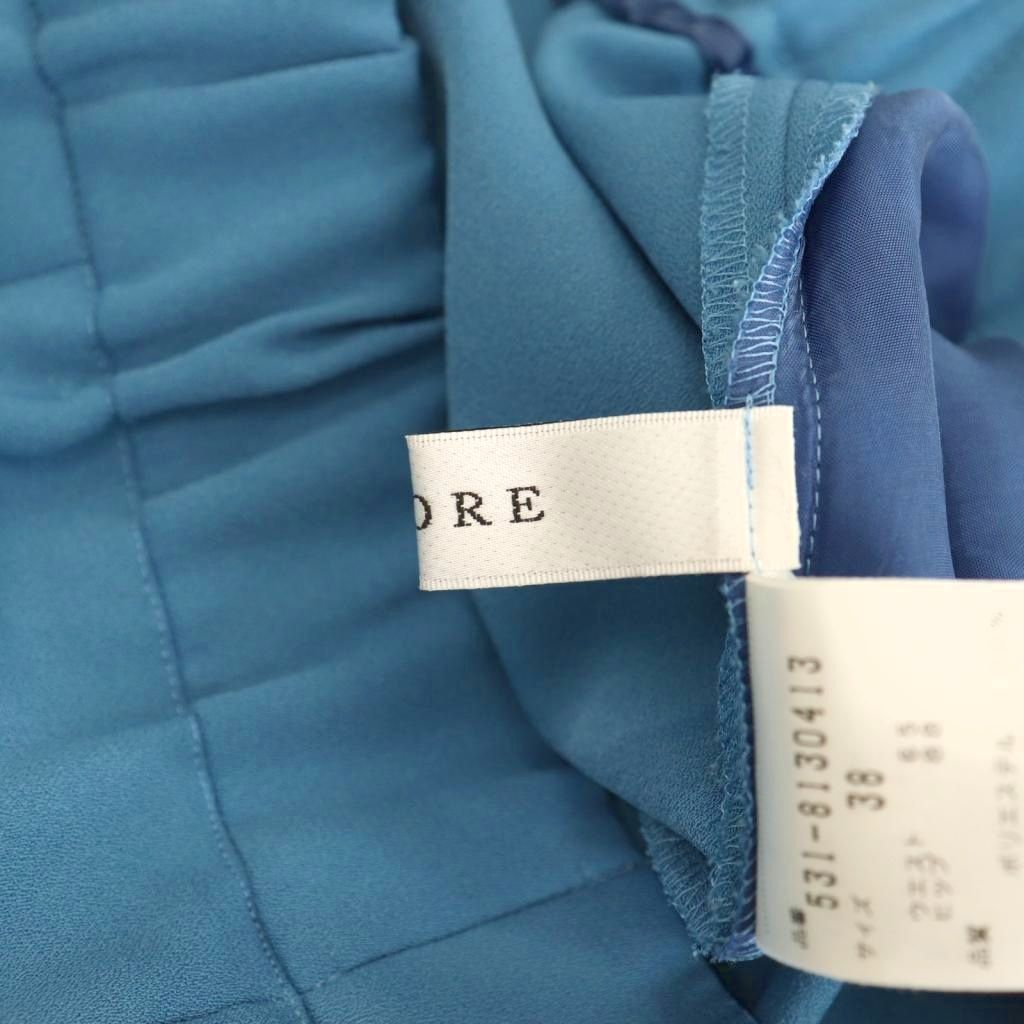 ORE
品番 531-8130413
サイズ 38
ウエスト 65
ヒップ 88
品質 ポリエステル